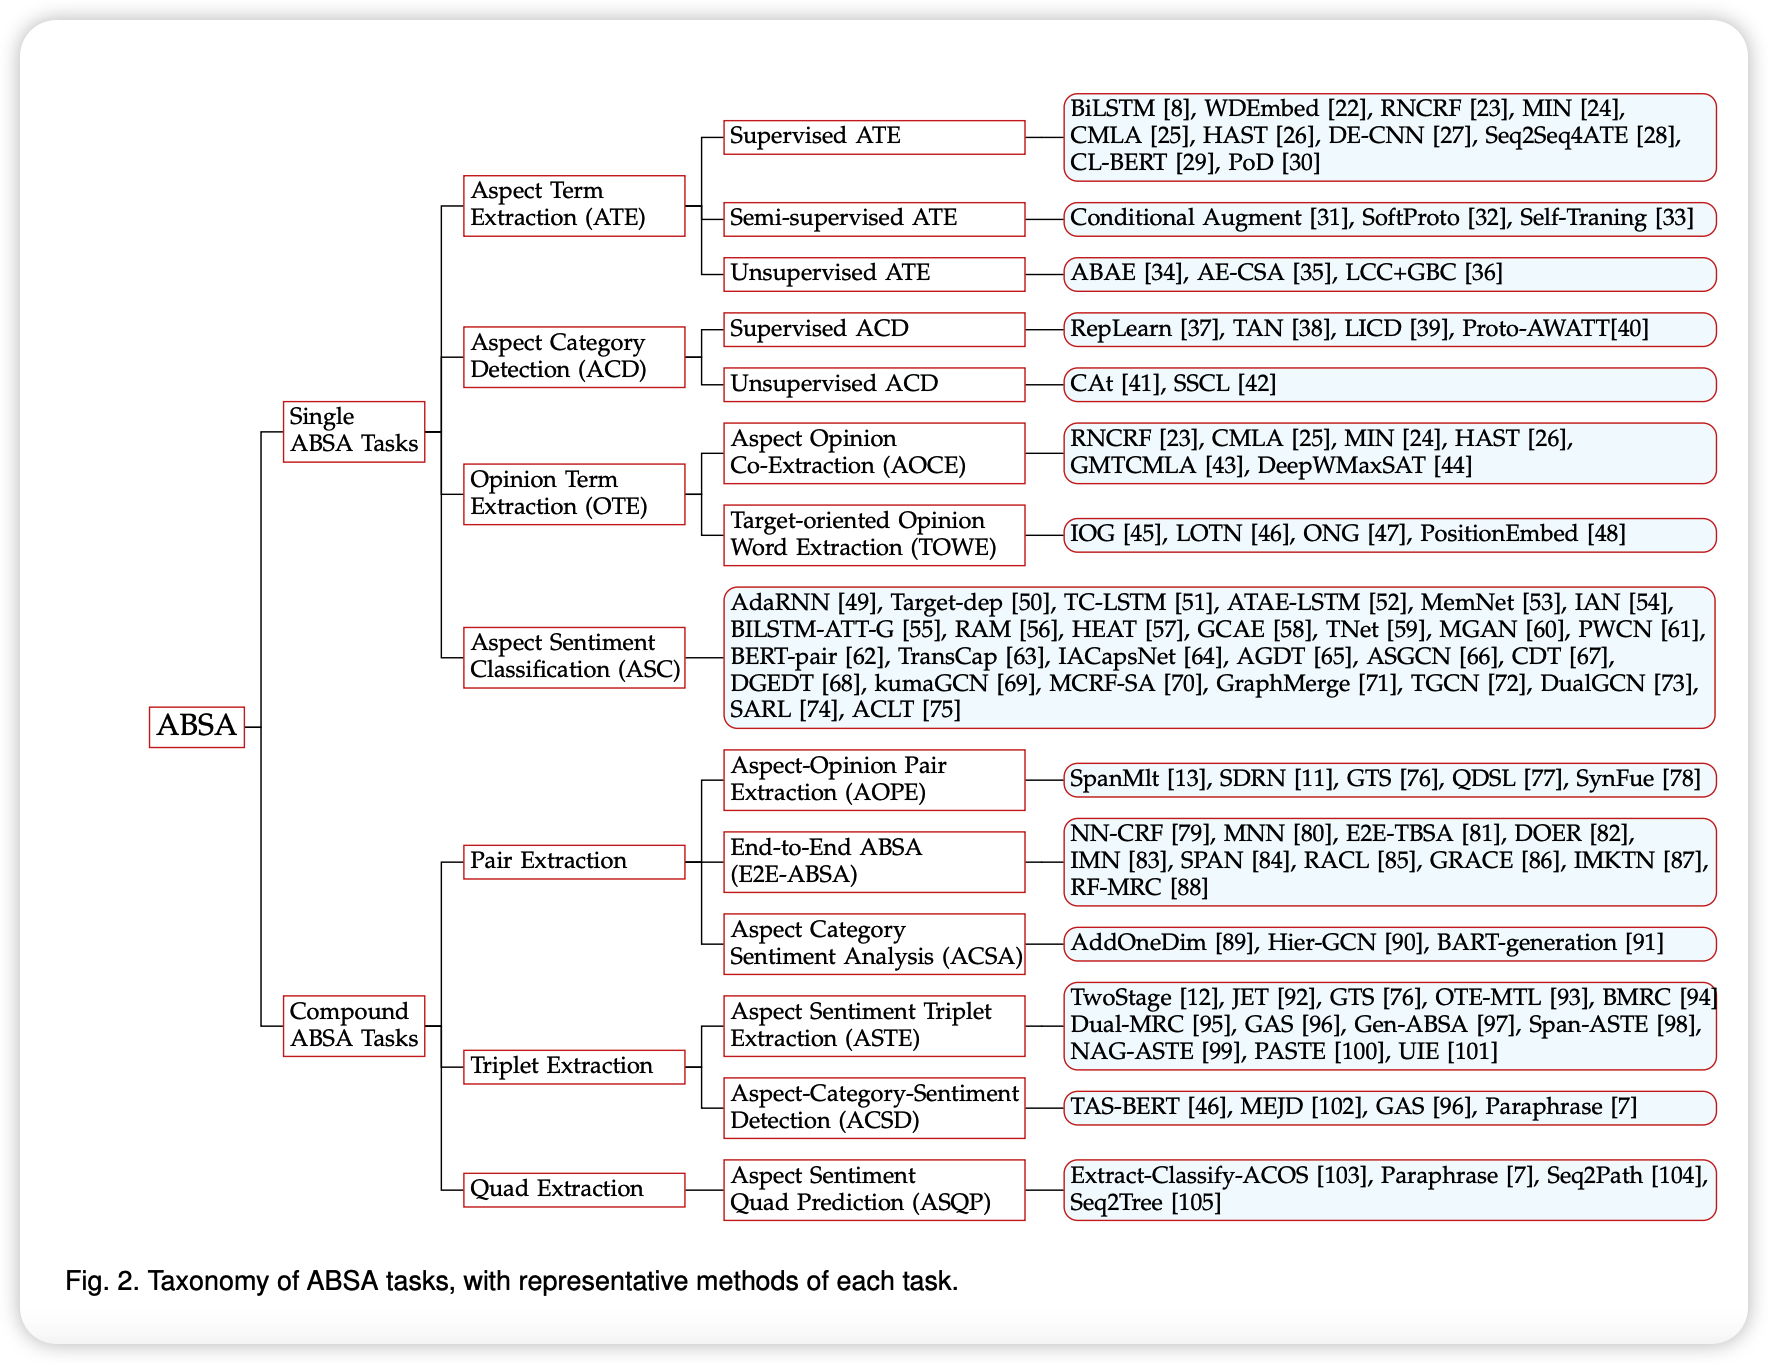 ABSA
Single
ABSA Tasks
Aspect Term
Extraction (ATE)
Supervised ATE
BiLSTM [8], WDEmbed [22], RNCRF [23], MIN [24],
CMLA [25], HAST [26], DE-CNN [27], Seq2Seq4ATE [28],
CL-BERT [29], PoD [30]
Semi-supervised ATE
Conditional Augment [31], SoftProto [32], Self-Traning [33]
Unsupervised ATE
ABAE [34], AE-CSA [35], LCC+GBC [36]
Aspect Category
Detection (ACD)
Supervised ACD
RepLearn [37], TAN [38], LICD [39], Proto-AWATT[40]
Unsupervised ACD
CAt [41], SSCL [42]
Opinion Term
Extraction (OTE)
Aspect Opinion
Co-Extraction (AOCE)
RNCRF [23], CMLA [25], MIN [24], HAST [26],
GMTCMLA [43], DeepWMaxSAT [44]
Target-oriented Opinion
Word Extraction (TOWE)
IOG [45], LOTN [46], ONG [47], PositionEmbed [48]
Aspect Sentiment
Classification (ASC)
AdaRNN [49], Target-dep [50], TC-LSTM [51], ATAE-LSTM [52], MemNet [53], IAN [54],
BILSTM-ATT-G [55], RAM [56], HEAT [57], GCAE [58], TNet [59], MGAN [60], PWCN [61],
BERT-pair [62], TransCap [63], IACapsNet [64], AGDT [65], ASGCN [66], CDT [67],
DGEDT [68], kumaGCN [69], MCRF-SA [70], GraphMerge [71], TGCN [72], DualGCN [73],
SARL [74], ACLT [75]
Compound
ABSA Tasks
Pair Extraction
Aspect-Opinion Pair
Extraction (AOPE)
SpanMlt [13], SDRN [11], GTS [76], QDSL [77], SynFue [78]
End-to-End ABSA
(E2E-ABSA)
NN-CRF [79], MNN [80], E2E-TBSA [81], DOER [82],
IMN [83], SPAN [84], RACL [85], GRACE [86], IMKTN [87],
RF-MRC [88]
Aspect Category
Sentiment Analysis (ACSA)
AddOneDim [89], Hier-GCN [90], BART-generation [91]
Triplet Extraction
Aspect Sentiment Triplet
Extraction (ASTE)
TwoStage [12], JET [92], GTS [76], OTE-MTL [93], BMRC [94]
Dual-MRC [95], GAS [96], Gen-ABSA [97], Span-ASTE [98],
NAG-ASTE [99], PASTE [100], UIE [101]
Aspect-Category-Sentiment
Detection (ACSD)
TAS-BERT [46], MEJD [102], GAS [96], Paraphrase [7]
Quad Extraction
Aspect Sentiment
Quad Prediction (ASQP)
Extract-Classify-ACOS [103], Paraphrase [7], Seq2Path [104],
Seq2Tree [105]
Fig. 2. Taxonomy of ABSA tasks, with representative methods of each task.